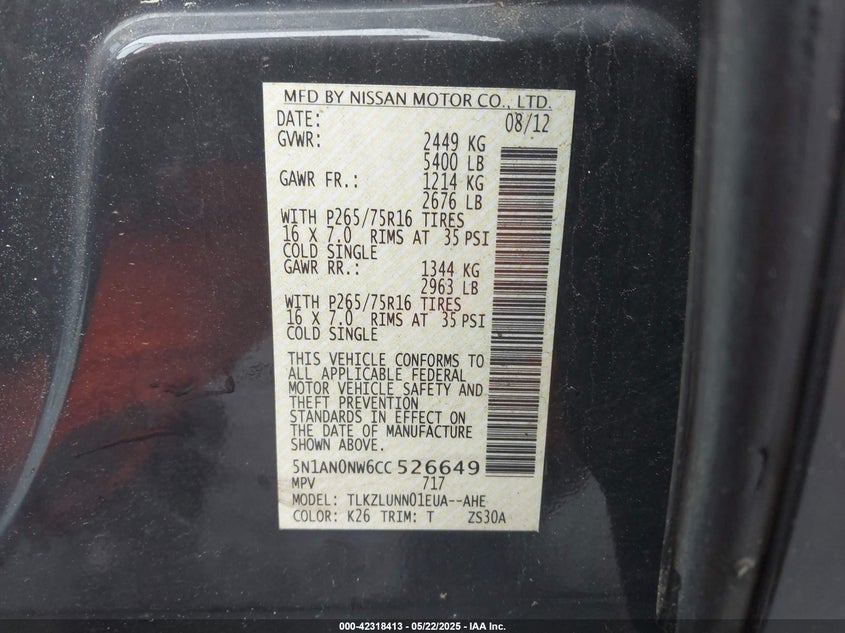 MFD BY NISSAN MOTOR CO., LTD.
DATE: 08/12
GVWR: 2449 KG
5400 LB
GAWR FR.: 1214 KG
2676 LB
WITH P265/75R16 TIRES
16 X 7.0 RIMS AT 35 PSI
COLD SINGLE
GAWR RR.: 1344 KG
2963 LB
WITH P265/75R16 TIRES
16 X 7.0 RIMS AT 35 PSI
COLD SINGLE
THIS VEHICLE CONFORMS TO
ALL APPLICABLE FEDERAL
MOTOR VEHICLE SAFETY AND
THEFT PREVENTION
STANDARDS IN EFFECT ON
THE DATE OF MANUFACTURE
SHOWN ABOVE.
5N1AN0NW6CC 526649
MPV 717
MODEL: TLKZLUNN01EUA--AHE
COLOR: K26 TRIM: T ZS30A
000-42318413 - 05/22/2025 - IAA Inc.